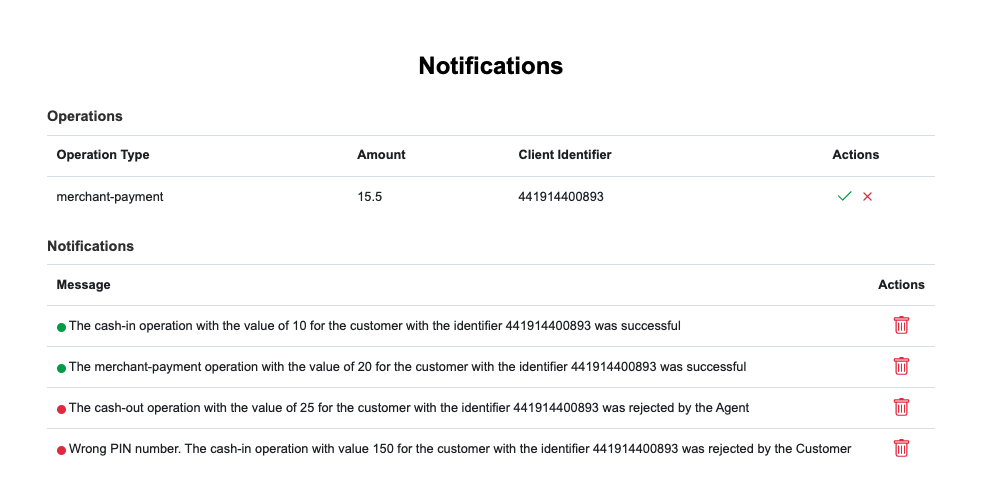 Notifications
Operations
Operation Type Amount Client Identifier Actions
merchant-payment 15.5 441914400893
Notifications
Message Actions
The cash-in operation with the value of 10 for the customer with the identifier 441914400893 was successful
The merchant-payment operation with the value of 20 for the customer with the identifier 441914400893 was successful
The cash-out operation with the value of 25 for the customer with the identifier 441914400893 was rejected by the Agent
Wrong PIN number. The cash-in operation with value 150 for the customer with the identifier 441914400893 was rejected by the Customer